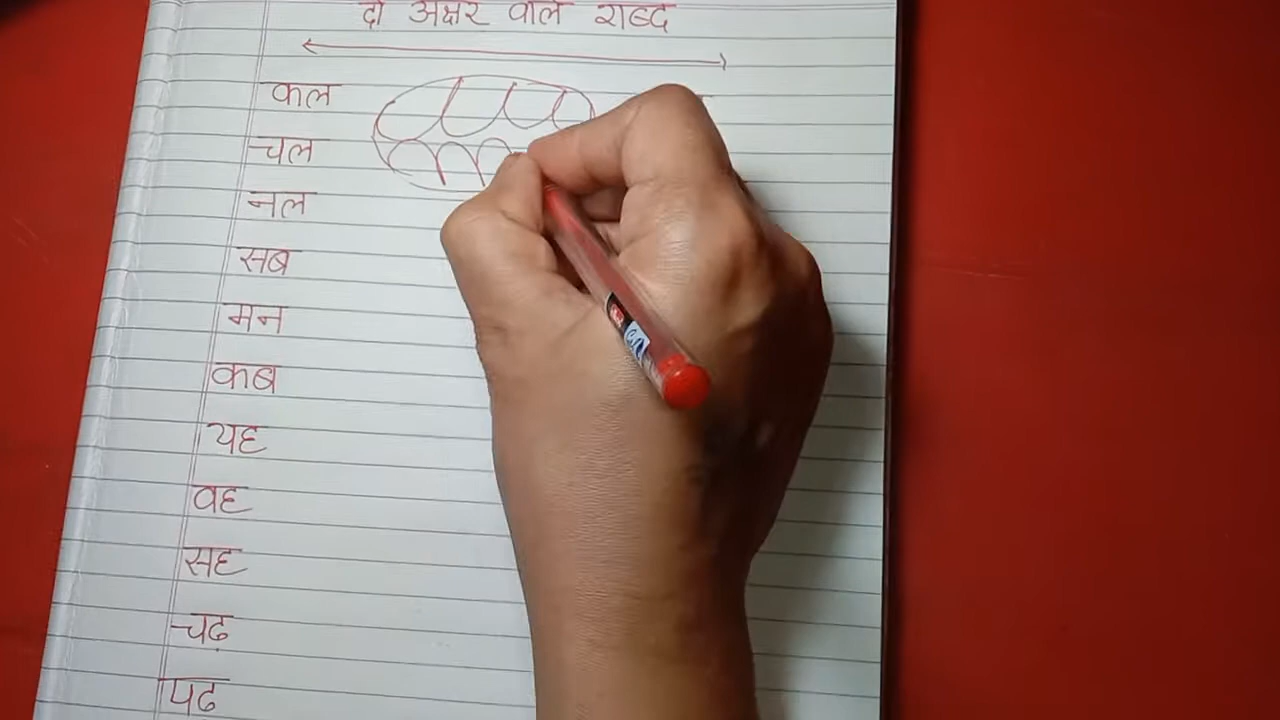 दो अक्षर वाले शब्द
कल
चल
नल
सब
मन
कब
यह
वह
सह
चढ़
पढ